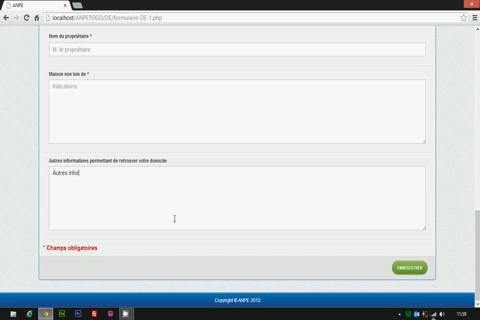 ANPE
localhost/ANPETOGO/DE/formulaire-DE-1.php
Nom du propriétaire *
M. le propriétaire
Maison non loin de *
Indications
Autres informations permettant de retrouver votre domicile
Autres infor
* Champs obligatoires
ENREGISTRER
Copyright © ANPE 2012
11:59